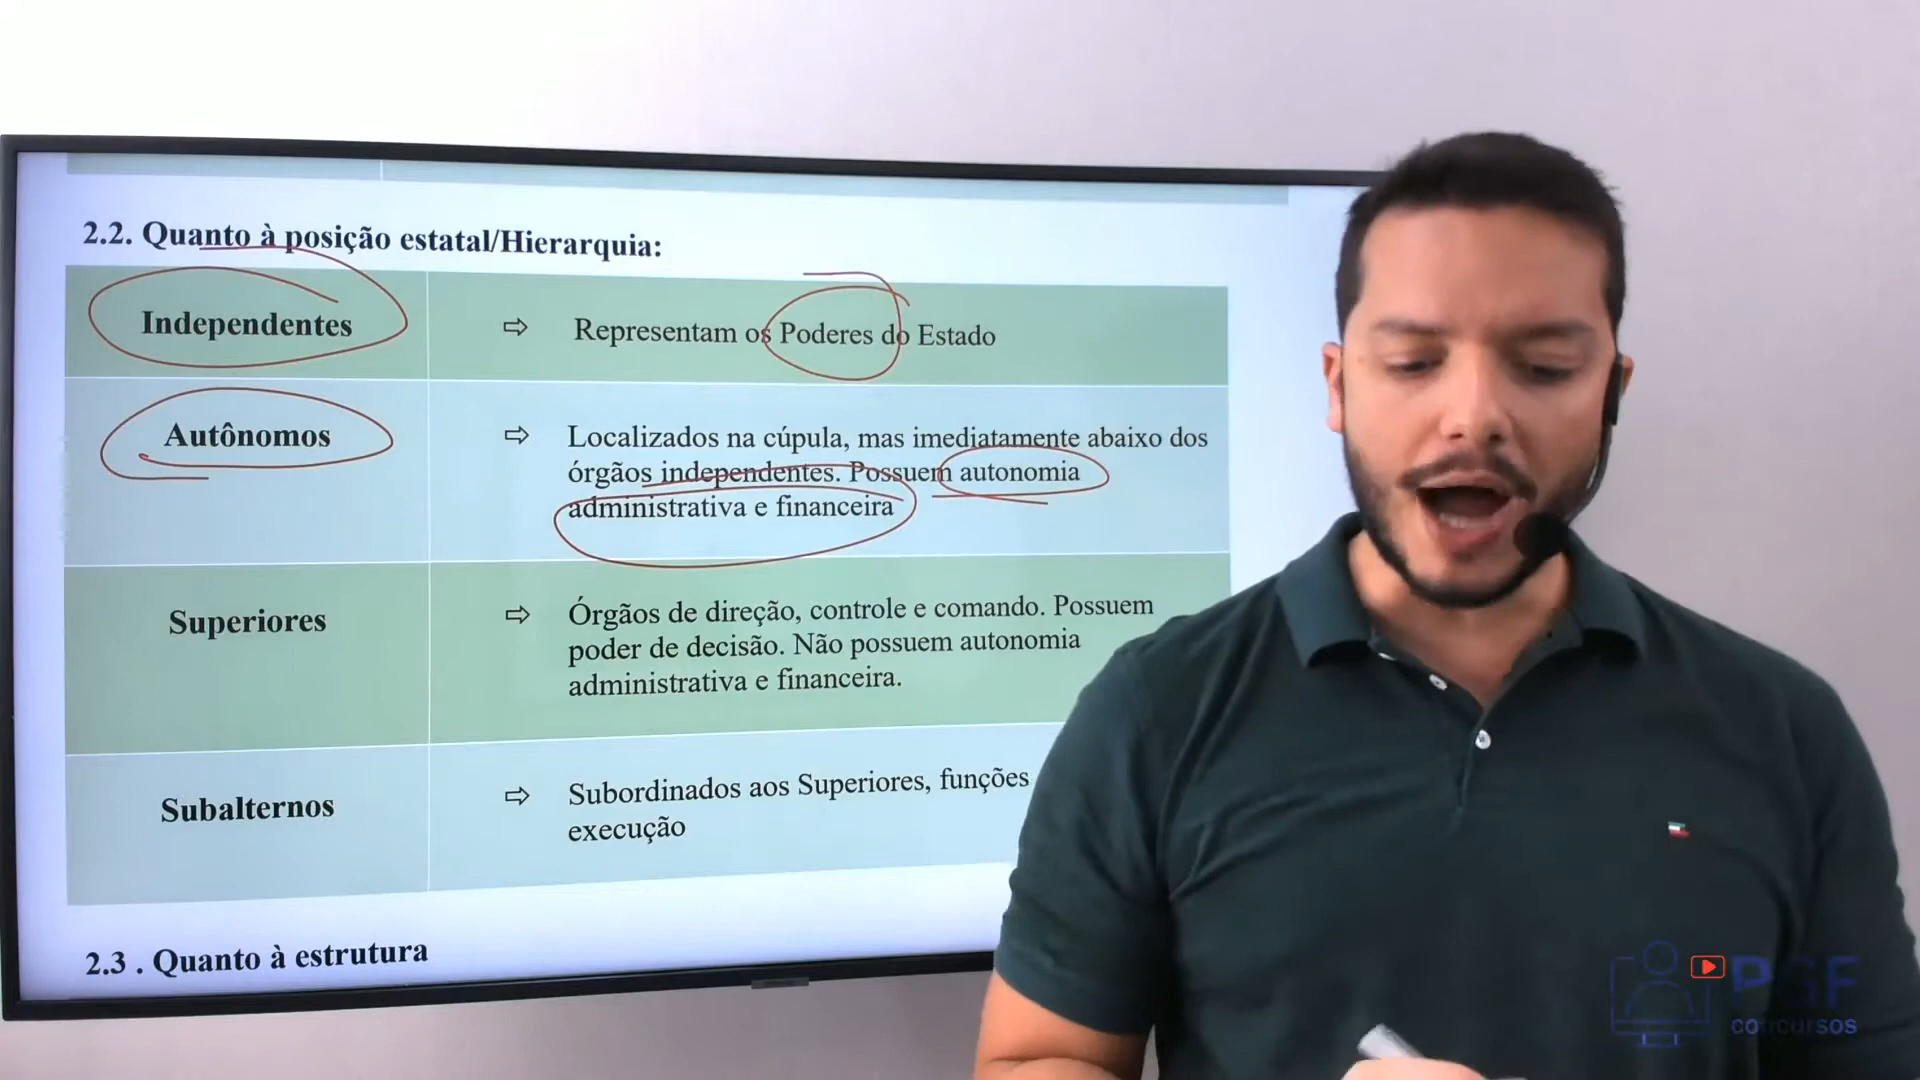 2.2. Quanto à posição estatal/Hierarquia:
Independentes
⇨ Representam os Poderes do Estado
Autônomos
⇨ Localizados na cúpula, mas imediatamente abaixo dos
órgãos independentes. Possuem autonomia
administrativa e financeira
Superiores
⇨ Órgãos de direção, controle e comando. Possuem
poder de decisão. Não possuem autonomia
administrativa e financeira.
Subalternos
⇨ Subordinados aos Superiores, funções
execução
2.3 . Quanto à estrutura
PGF
concursos